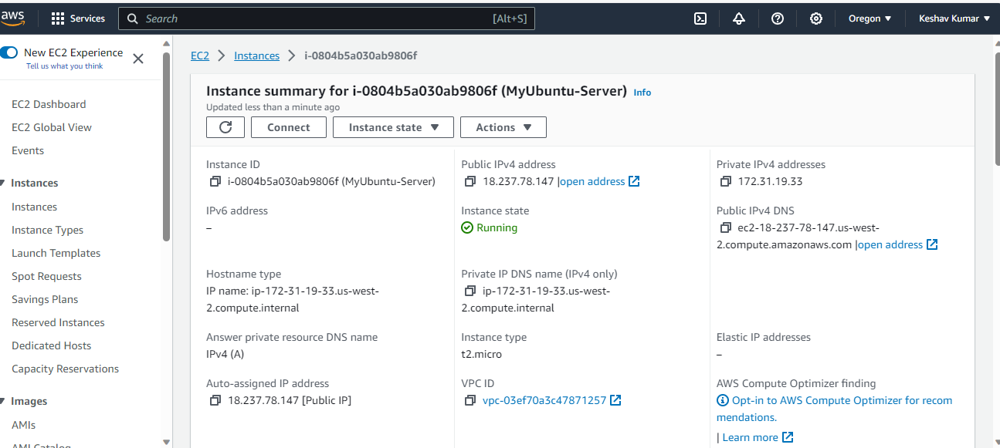 aws
Services
Search
[Alt+S]
Oregon
Keshav Kumar
New EC2 Experience
Tell us what you think
EC2 Dashboard
EC2 Global View
Events
Instances
Instances
Instance Types
Launch Templates
Spot Requests
Savings Plans
Reserved Instances
Dedicated Hosts
Capacity Reservations
Images
AMIs
AMI Catalog
EC2 > Instances > i-0804b5a030ab9806f
Instance summary for i-0804b5a030ab9806f (MyUbuntu-Server) Info
Updated less than a minute ago
Connect
Instance state
Actions
Instance ID
i-0804b5a030ab9806f (MyUbuntu-Server)
Public IPv4 address
18.237.78.147 |open address
Private IPv4 addresses
172.31.19.33
IPv6 address
–
Instance state
Running
Public IPv4 DNS
ec2-18-237-78-147.us-west-
2.compute.amazonaws.com |open address
Hostname type
IP name: ip-172-31-19-33.us-west-
2.compute.internal
Private IP DNS name (IPv4 only)
ip-172-31-19-33.us-west-
2.compute.internal
Answer private resource DNS name
IPv4 (A)
Instance type
t2.micro
Elastic IP addresses
–
Auto-assigned IP address
18.237.78.147 [Public IP]
VPC ID
vpc-03ef70a3c47871257
AWS Compute Optimizer finding
Opt-in to AWS Compute Optimizer for recom
mendations.
| Learn more